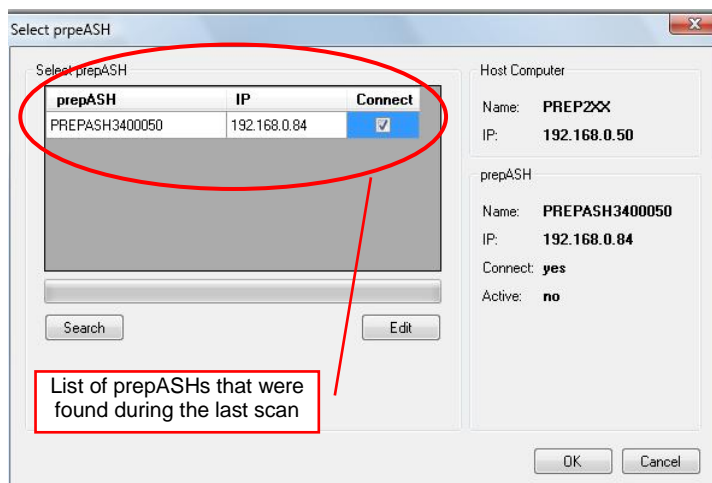 Select prpeASH
Select prepASH
prepASH IP Connect
PREPASH3400050 192.168.0.84
Search Edit
List of prepASHs that were
found during the last scan
Host Computer
Name: PREP2XX
IP: 192.168.0.50
prepASH
Name: PREPASH3400050
IP: 192.168.0.84
Connect: yes
Active: no
OK Cancel